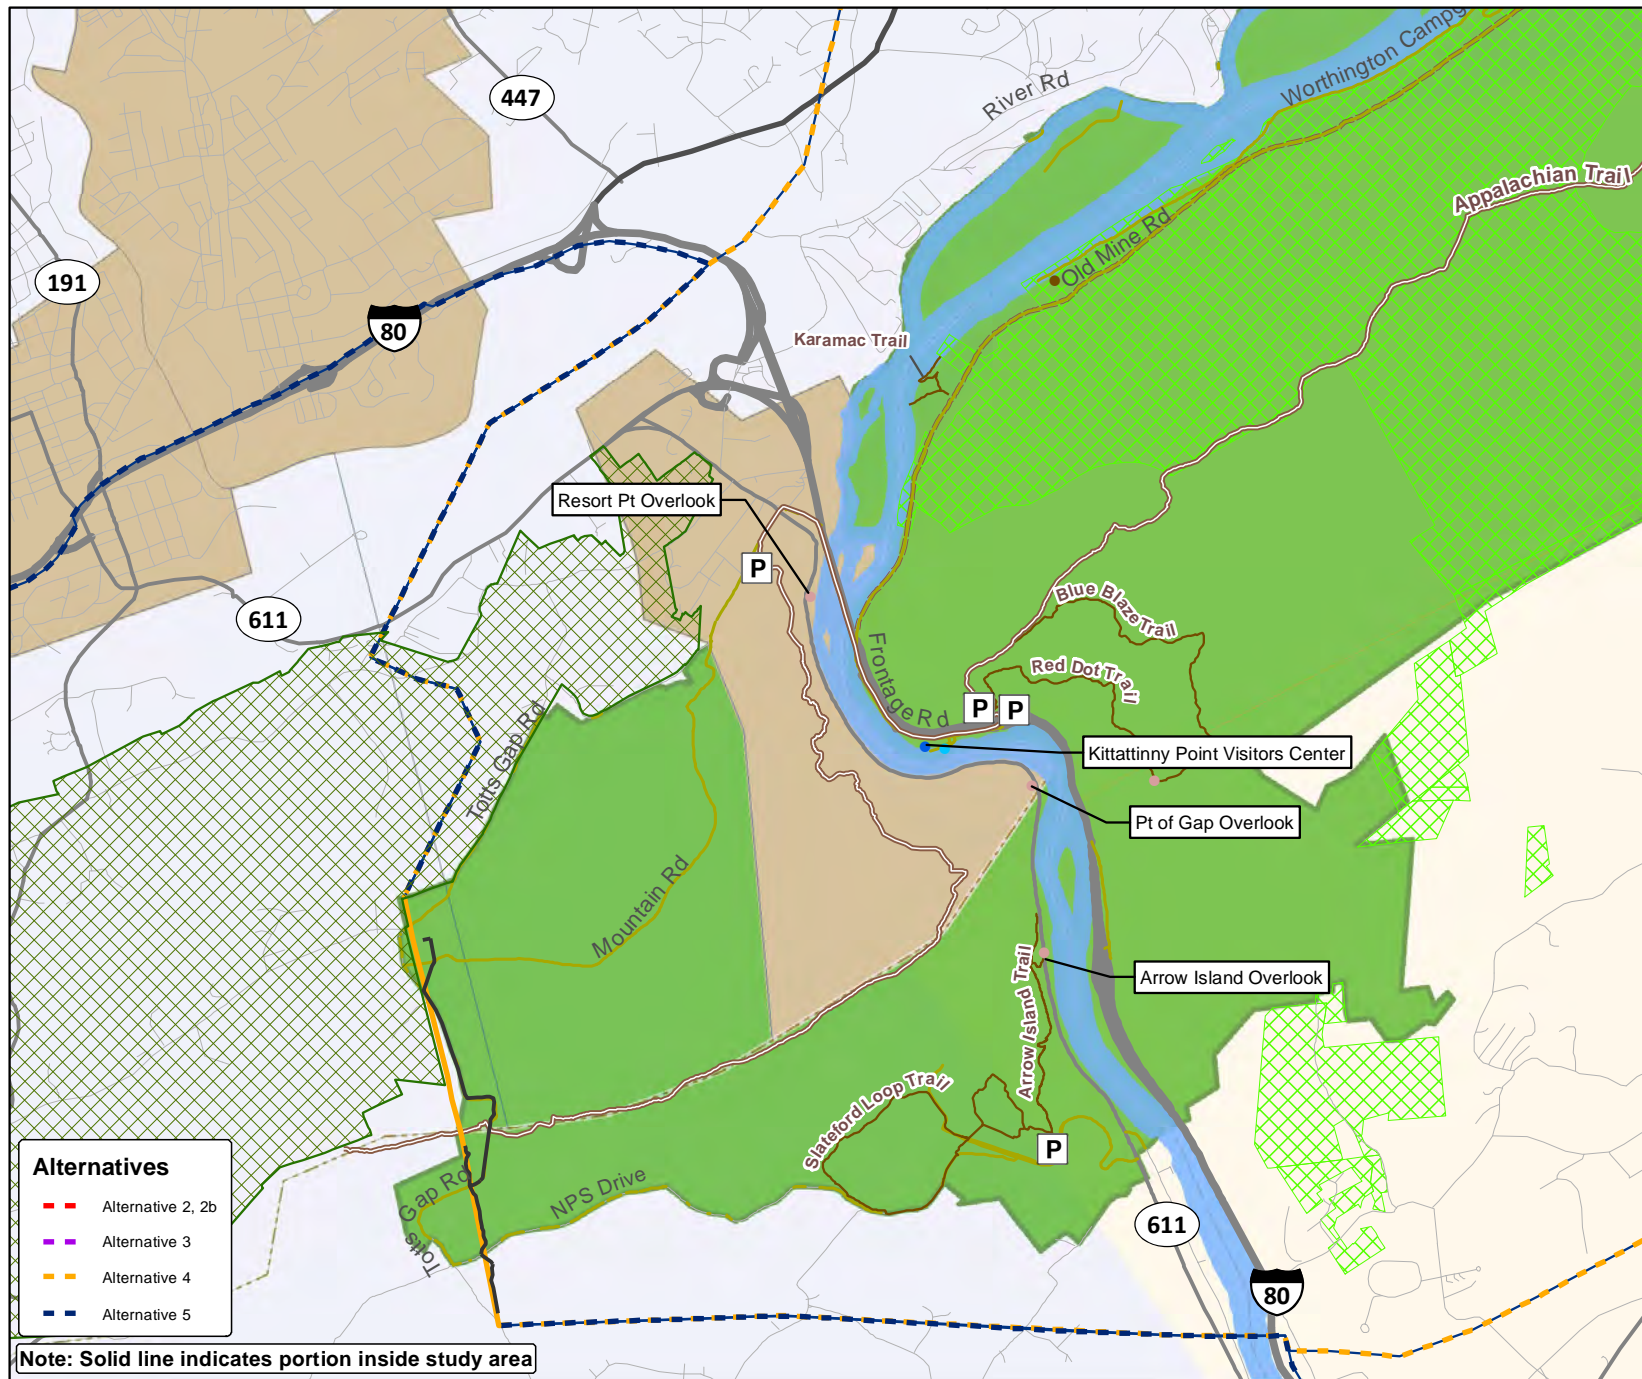 447
River Rd
Worthington Campg
Appalachian Trail
191
Old Mine Rd
80
Karamac Trail
Resort Pt Overlook
P
611
Blue Blaze Trail
Red Dot Trail
Frontage Rd
P
P
Totts Gap Rd
Kittattinny Point Visitors Center
Pt of Gap Overlook
Mountain Rd
Arrow Island Trail
Arrow Island Overlook
Slateford Loop Trail
P
Totts Gap Rd
NPS Drive
611
80
Alternatives
Alternative 2, 2b
Alternative 3
Alternative 4
Alternative 5
Note: Solid line indicates portion inside study area